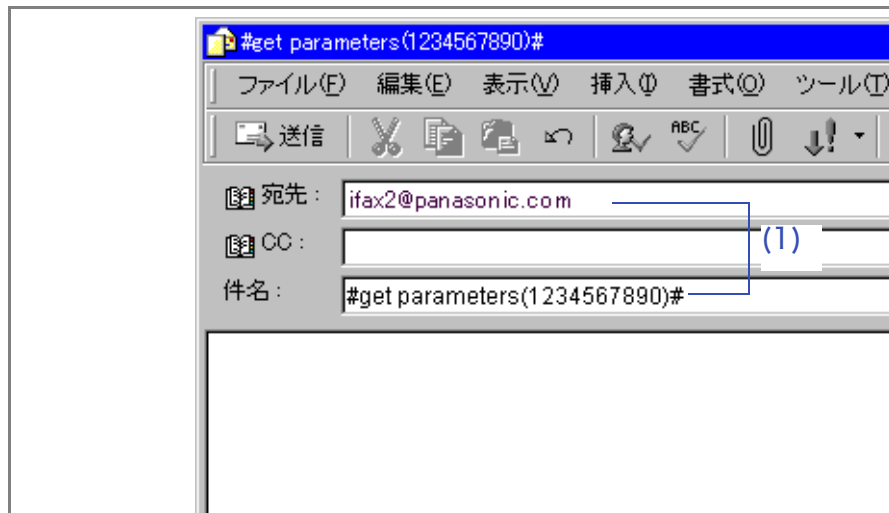 #get parameters(1234567890)#
ファイル(F) 編集(E) 表示(V) 挿入(I) 書式(O) ツール(T)
送信 ABC
宛先： ifax2@panasonic.com
(1)
CC：
件名： #get parameters(1234567890)#